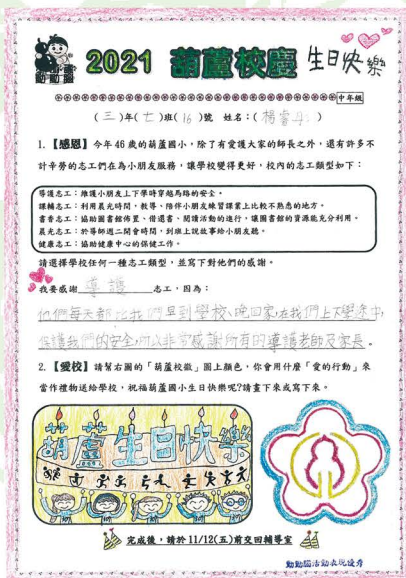 動動腦
2021 葫蘆校慶 生日快樂
中年級
(三)年(七)班(16)號 姓名：(楊睿丹)
1.【感恩】今年46歲的葫蘆國小，除了有愛護大家的師長之外，還有許多不
計辛勞的志工們在為小朋友服務，讓學校變得更好，校內的志工類型如下：
導護志工：維護小朋友上下學時穿越馬路的安全。
課輔志工：利用晨光時間，教導、陪伴小朋友練習課業上比較不熟悉的地方。
書香志工：協助圖書館佈置、借還書、閱讀活動的進行，讓圖書館的資源能充分利用。
晨光志工：於導師週二開會時間，到班上說故事給小朋友聽。
健康志工：協助健康中心的保健工作。
請選擇學校任何一種志工類型，並寫下對他們的感謝。
我要感謝 導護 志工，因為：
他們每天都比我們早到學校、晚回家，在我們上下學途中，
保護我們的安全，所以非常感謝所有的導護老師及家長。
2.【愛校】請幫右圖的「葫蘆校徽」圖上顏色，你會用什麼「愛的行動」來
當作禮物送給學校，祝福葫蘆國小生日快樂呢?請畫下來或寫下來。
葫蘆生日快樂
完成後，請於11/12(五)前交回輔導室
動動腦活動表現優秀